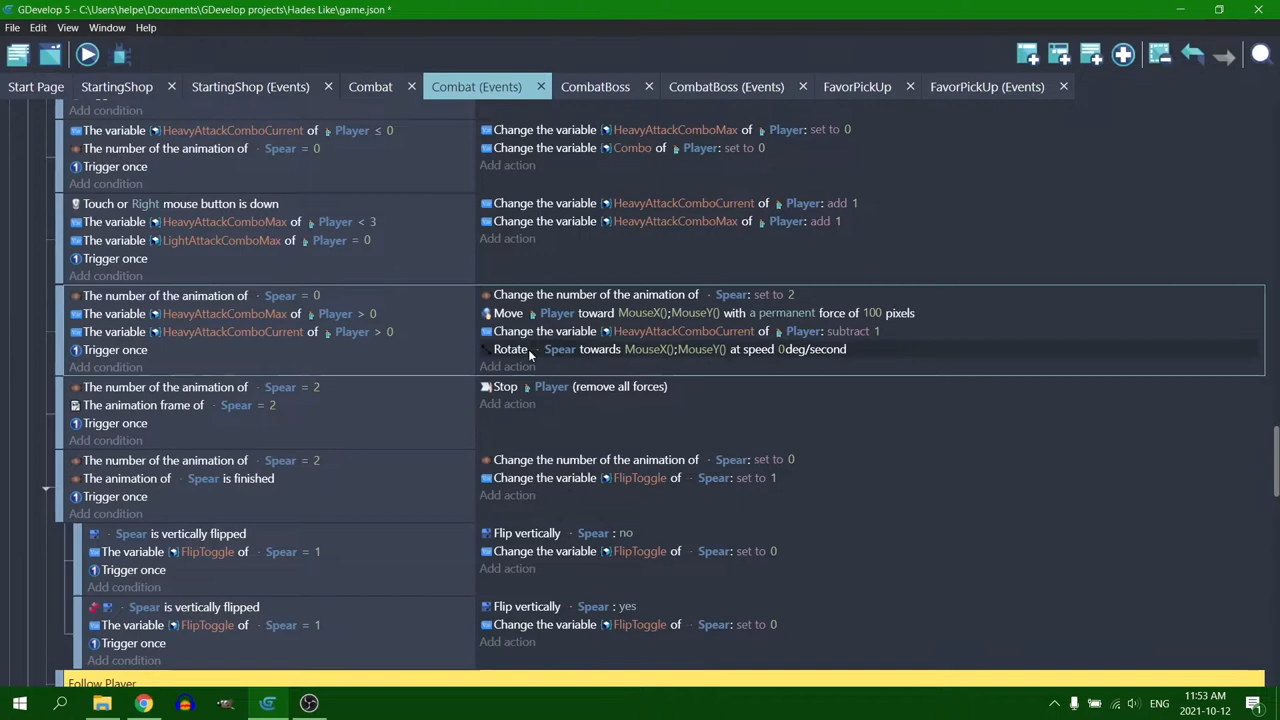 GDevelop 5 - C:\Users\helpe\Documents\GDevelop projects\Hades Like\game.json *
File Edit View Window Help
Start Page StartingShop StartingShop (Events) Combat Combat (Events) CombatBoss CombatBoss (Events) FavorPickUp FavorPickUp (Events)
Add condition
The variable HeavyAttackComboCurrent of Player ≤ 0 Change the variable HeavyAttackComboMax of Player: set to 0
The number of the animation of Spear = 0 Change the variable Combo of Player: set to 0
Trigger once Add action
Add condition
Touch or Right mouse button is down Change the variable HeavyAttackComboCurrent of Player: add 1
The variable HeavyAttackComboMax of Player < 3 Change the variable HeavyAttackComboMax of Player: add 1
The variable LightAttackComboMax of Player = 0 Add action
Trigger once
Add condition
The number of the animation of Spear = 0 Change the number of the animation of Spear: set to 2
The variable HeavyAttackComboMax of Player > 0 Move Player toward MouseX();MouseY() with a permanent force of 100 pixels
The variable HeavyAttackComboCurrent of Player > 0 Change the variable HeavyAttackComboCurrent of Player: subtract 1
Trigger once Rotate Spear towards MouseX();MouseY() at speed 0deg/second
Add condition Add action
The number of the animation of Spear = 2 Stop Player (remove all forces)
The animation frame of Spear = 2 Add action
Trigger once
Add condition
The number of the animation of Spear = 2 Change the number of the animation of Spear: set to 0
The animation of Spear is finished Change the variable FlipToggle of Spear: set to 1
Trigger once Add action
Add condition
Spear is vertically flipped Flip vertically Spear : no
The variable FlipToggle of Spear = 1 Change the variable FlipToggle of Spear: set to 0
Trigger once Add action
Add condition
Spear is vertically flipped Flip vertically Spear : yes
The variable FlipToggle of Spear = 1 Change the variable FlipToggle of Spear: set to 0
Trigger once Add action
Add condition
Follow Player
ENG
11:53 AM
2021-10-12